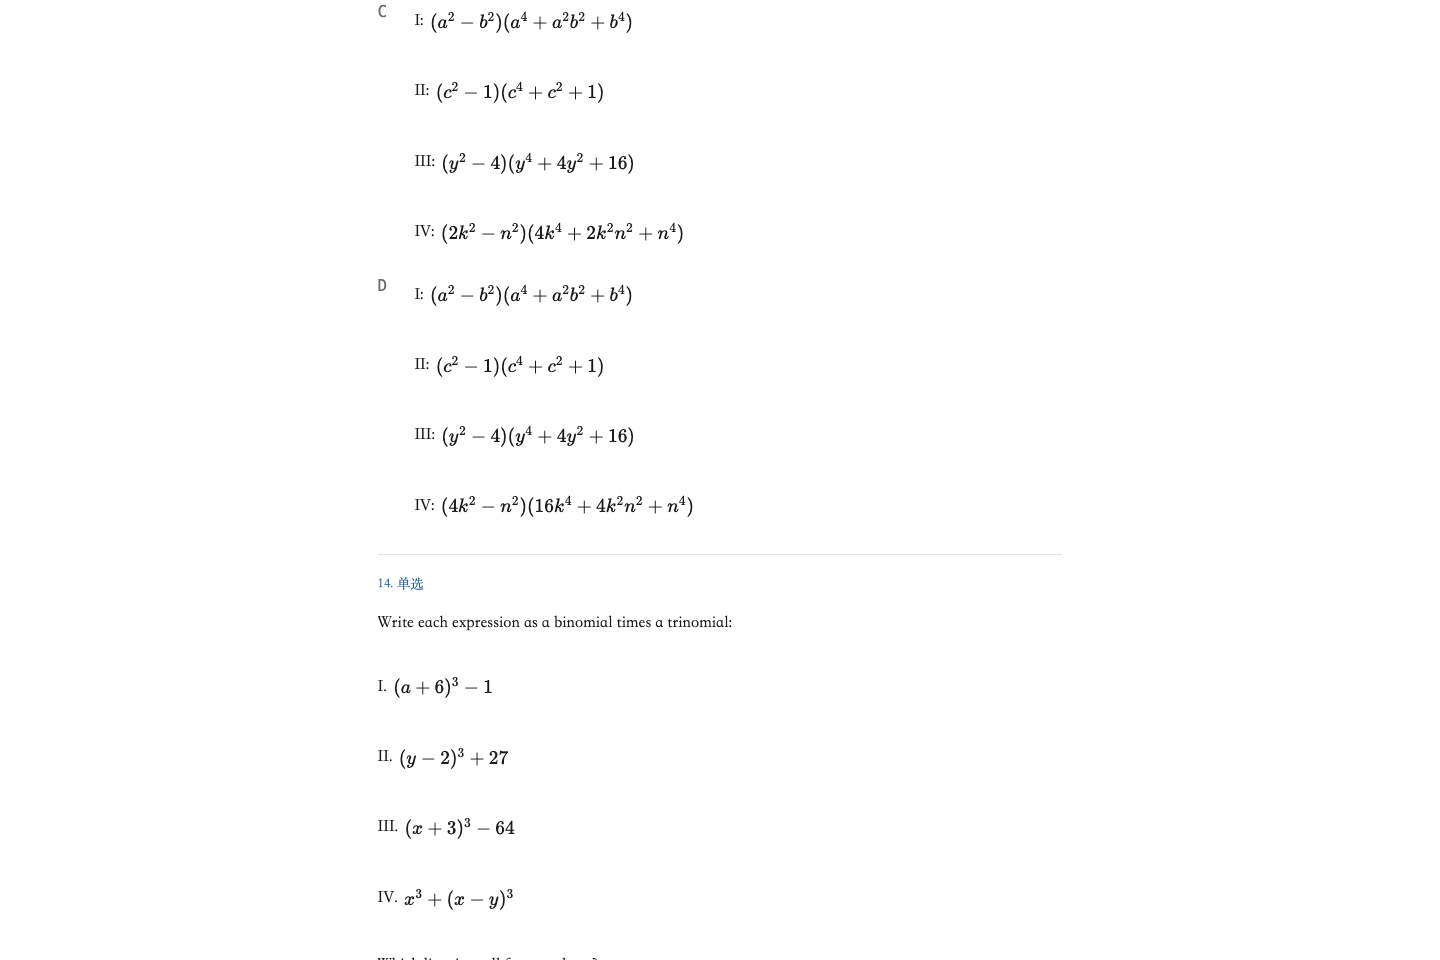 C
I: (a² − b²)(a⁴ + a²b² + b⁴)
II: (c² − 1)(c⁴ + c² + 1)
III: (y² − 4)(y⁴ + 4y² + 16)
IV: (2k² − n²)(4k⁴ + 2k²n² + n⁴)
D
I: (a² − b²)(a⁴ + a²b² + b⁴)
II: (c² − 1)(c⁴ + c² + 1)
III: (y² − 4)(y⁴ + 4y² + 16)
IV: (4k² − n²)(16k⁴ + 4k²n² + n⁴)
14. 单选
Write each expression as a binomial times a trinomial:
I. (a + 6)³ − 1
II. (y − 2)³ + 27
III. (x + 3)³ − 64
IV. x³ + (x − y)³